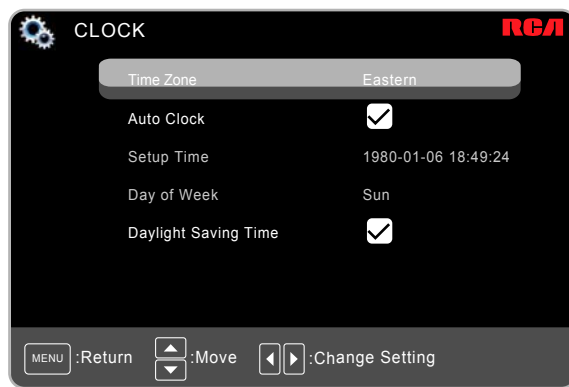 CLOCK
RCA
Time Zone Eastern
Auto Clock
Setup Time 1980-01-06 18:49:24
Day of Week Sun
Daylight Saving Time
MENU :Return :Move :Change Setting